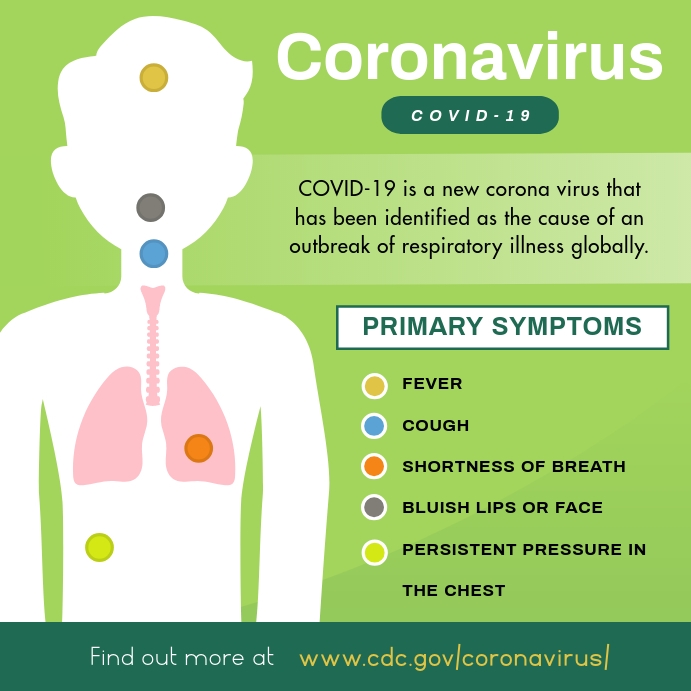 Coronavirus
COVID-19
COVID-19 is a new corona virus that
has been identified as the cause of an
outbreak of respiratory illness globally.
PRIMARY SYMPTOMS
FEVER
COUGH
SHORTNESS OF BREATH
BLUISH LIPS OR FACE
PERSISTENT PRESSURE IN
THE CHEST
Find out more at www.cdc.gov/coronavirus/